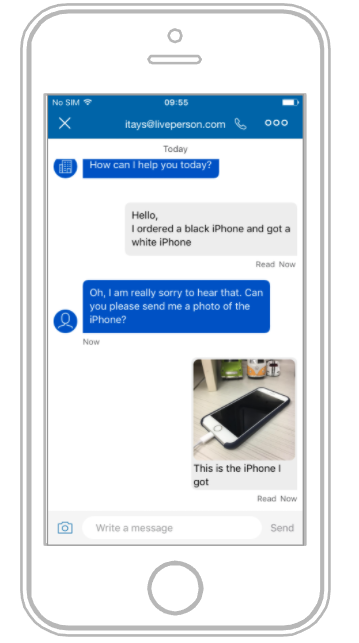 No SIM 09:55
itays@liveperson.com
Today
How can I help you today?
Hello,
I ordered a black iPhone and got a
white iPhone
Read Now
Oh, I am really sorry to hear that. Can
you please send me a photo of the
iPhone?
Now
This is the iPhone I
got
Read Now
Write a message Send